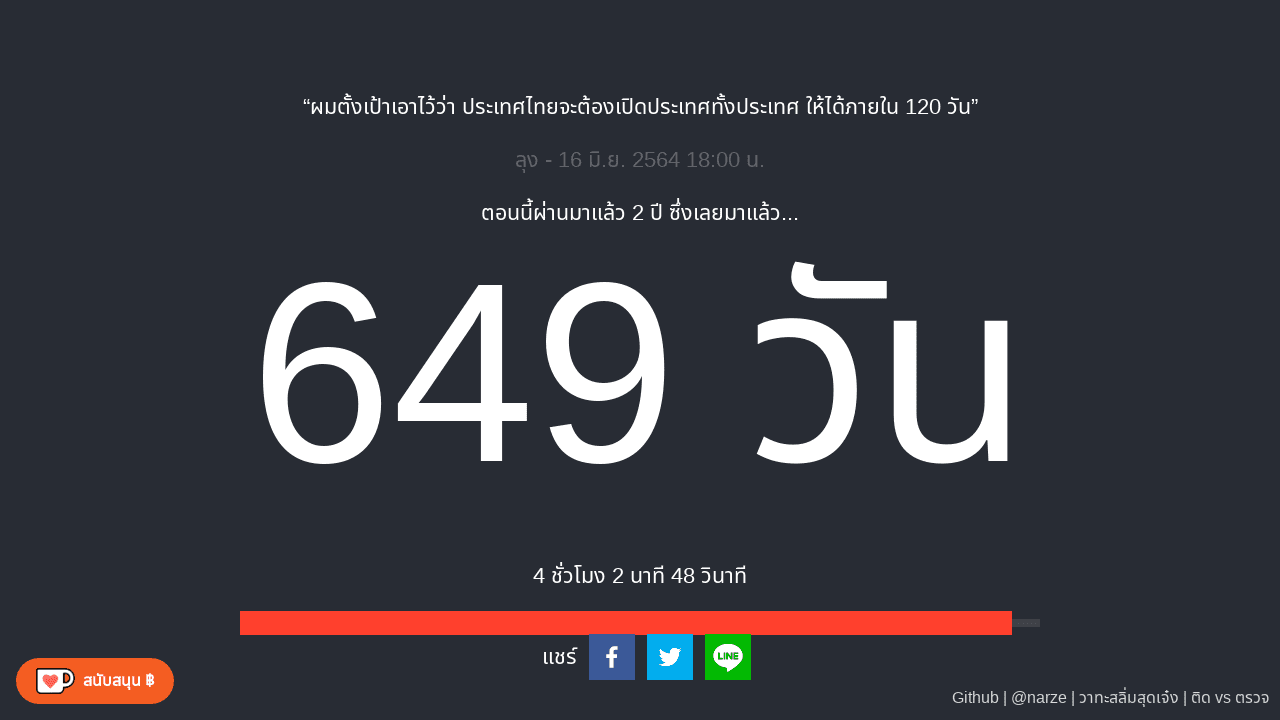 “ผมตั้งเป้าเอาไว้ว่า ประเทศไทยจะต้องเปิดประเทศทั้งประเทศ ให้ได้ภายใน 120 วัน”
ลุง - 16 มิ.ย. 2564 18:00 น.
ตอนนี้ผ่านมาแล้ว 2 ปี ซึ่งเลยมาแล้ว...
649 วัน
4 ชั่วโมง 2 นาที 48 วินาที
แชร์
LINE
สนับสนุน ฿
Github | @narze | วาทะสลิ่มสุดเจ๋ง | ติด vs ตรวจ